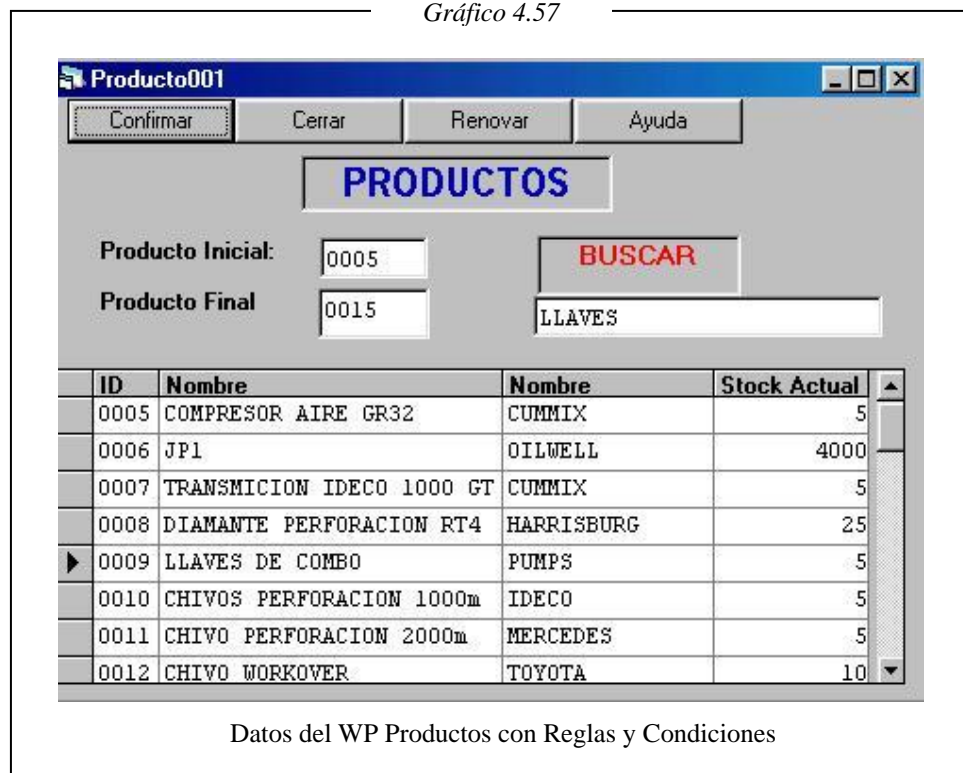 Gráfico 4.57
Producto001
Confirmar Cerrar Renovar Ayuda
PRODUCTOS
Producto Inicial: 0005 BUSCAR
Producto Final 0015 LLAVES
ID Nombre Nombre Stock Actual
0005 COMPRESOR AIRE GR32 CUMMIX 5
0006 JP1 OILWELL 4000
0007 TRANSMICION IDECO 1000 GT CUMMIX 5
0008 DIAMANTE PERFORACION RT4 HARRISBURG 25
0009 LLAVES DE COMBO PUMPS 5
0010 CHIVOS PERFORACION 1000m IDECO 5
0011 CHIVO PERFORACION 2000m MERCEDES 5
0012 CHIVO WORKOVER TOYOTA 10
Datos del WP Productos con Reglas y Condiciones